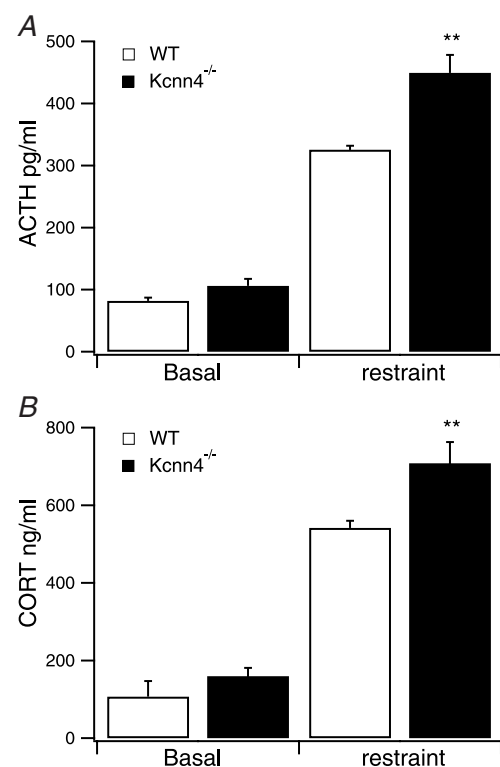 A
500
400
300
200
100
0
ACTH pg/ml
WT
Kcnn4-/-
**
Basal restraint
B
800
600
400
200
0
CORT ng/ml
WT
Kcnn4-/-
**
Basal restraint